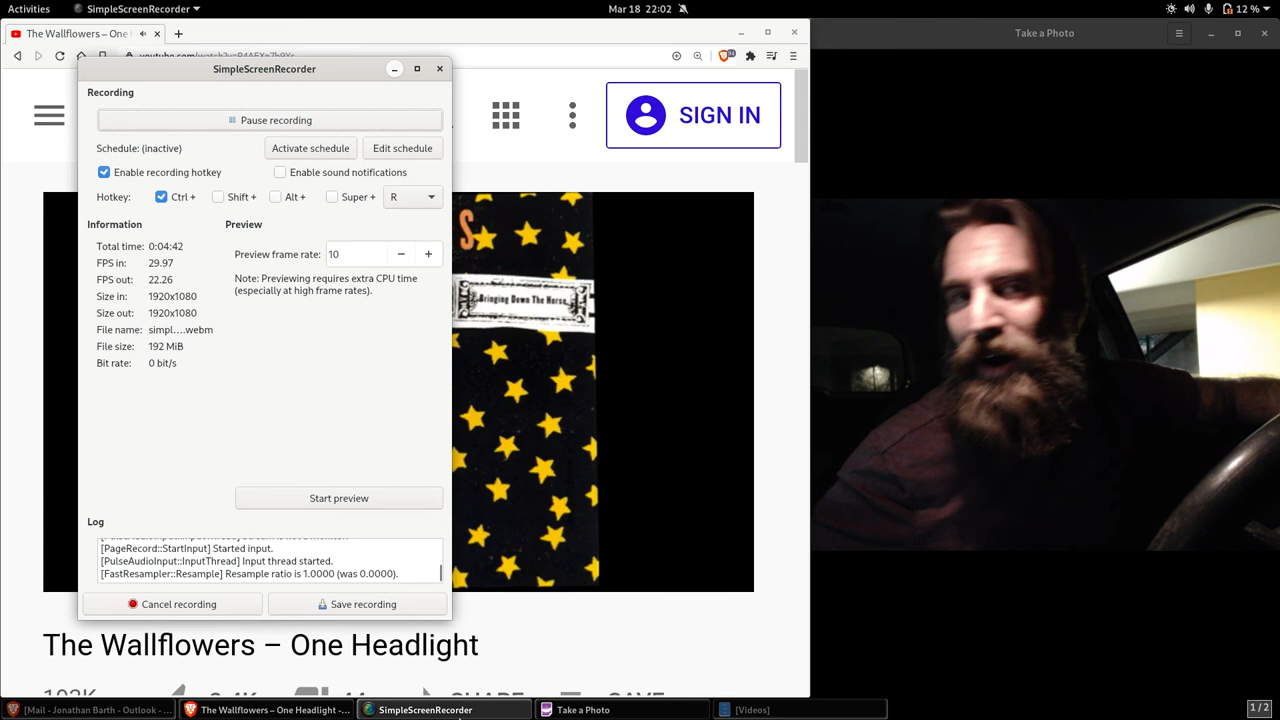 Activities
SimpleScreenRecorder
Mar 18 22:02
12 %
The Wallflowers – One
Take a Photo
SimpleScreenRecorder
Recording
Pause recording
SIGN IN
Schedule: (inactive)
Activate schedule
Edit schedule
Enable recording hotkey
Enable sound notifications
Hotkey:
Ctrl +
Shift +
Alt +
Super +
R
Information
Preview
Total time: 0:04:42
Preview frame rate: 10
FPS in: 29.97
FPS out: 22.26
Note: Previewing requires extra CPU time
(especially at high frame rates).
Size in: 1920x1080
Size out: 1920x1080
File name: simpl....webm
File size: 192 MiB
Bit rate: 0 bit/s
S
Bringing Down The Horse
Start preview
Log
[PageRecord::StartInput] Started input.
[PulseAudioInput::InputThread] Input thread started.
[FastResampler::Resample] Resample ratio is 1.0000 (was 0.0000).
Cancel recording
Save recording
The Wallflowers – One Headlight
[Mail - Jonathan Barth - Outlook - ...
The Wallflowers – One Headlight -...
SimpleScreenRecorder
Take a Photo
[Videos]
1 / 2